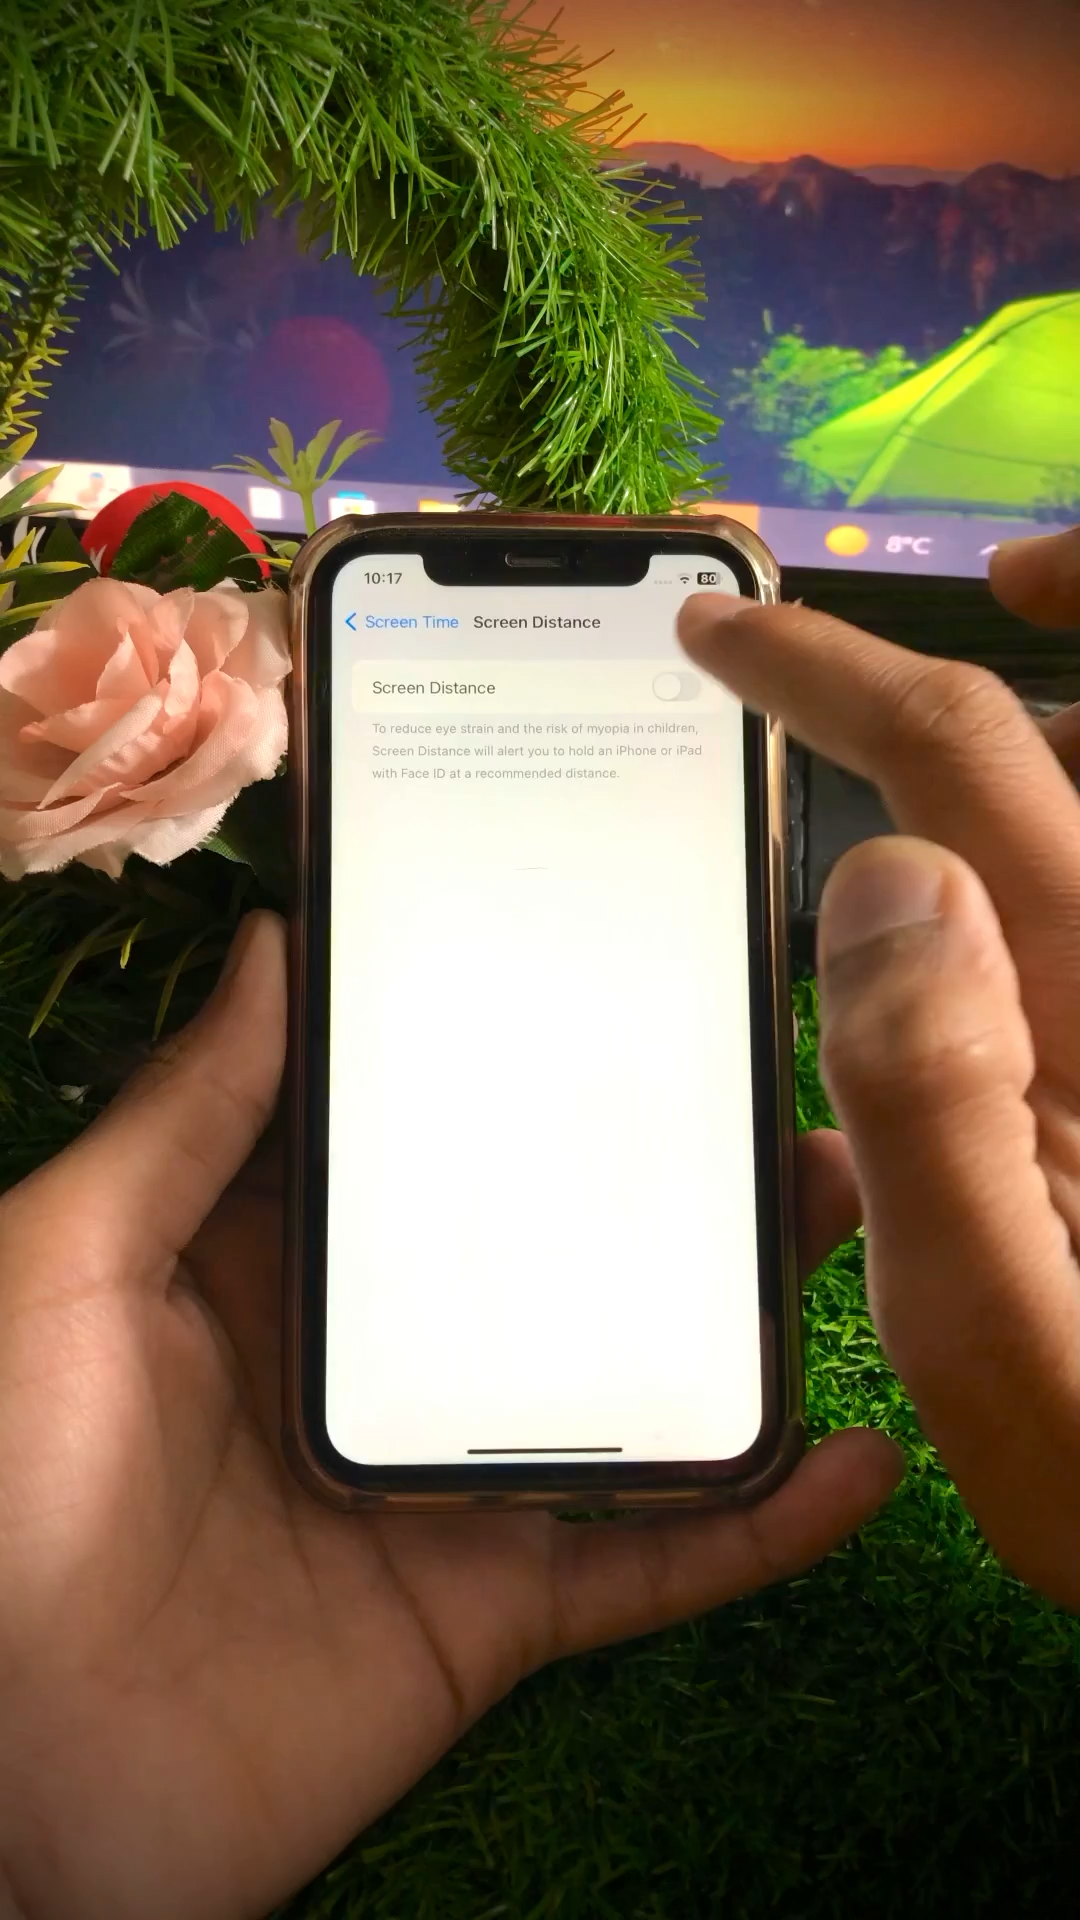 8°C
10:17
80
Screen Time
Screen Distance
Screen Distance
To reduce eye strain and the risk of myopia in children,
Screen Distance will alert you to hold an iPhone or iPad
with Face ID at a recommended distance.